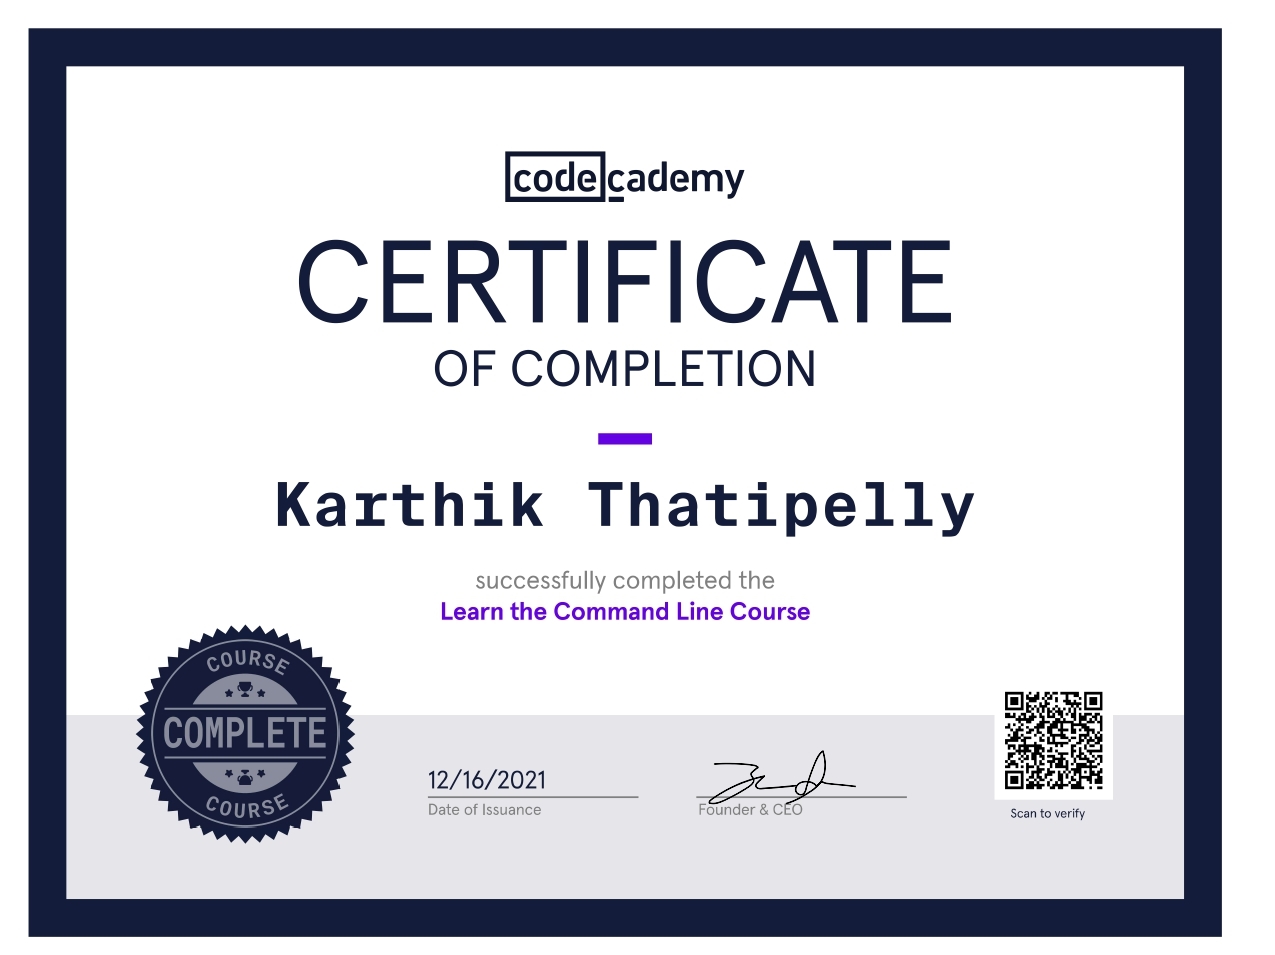 codecademy
CERTIFICATE
OF COMPLETION
Karthik Thatipelly
successfully completed the
Learn the Command Line Course
COURSE
COMPLETE
COURSE
12/16/2021
Date of Issuance
Founder & CEO
Scan to verify